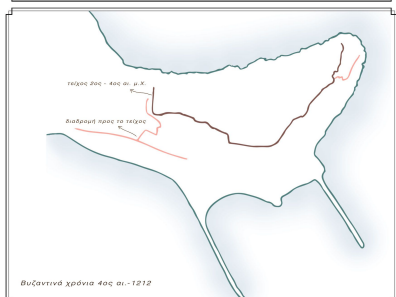 τείχος 2ος - 4ος αι. μ.Χ.
διαδρομή προς το τείχος
Βυζαντινά χρόνια 4ος αι.-1212